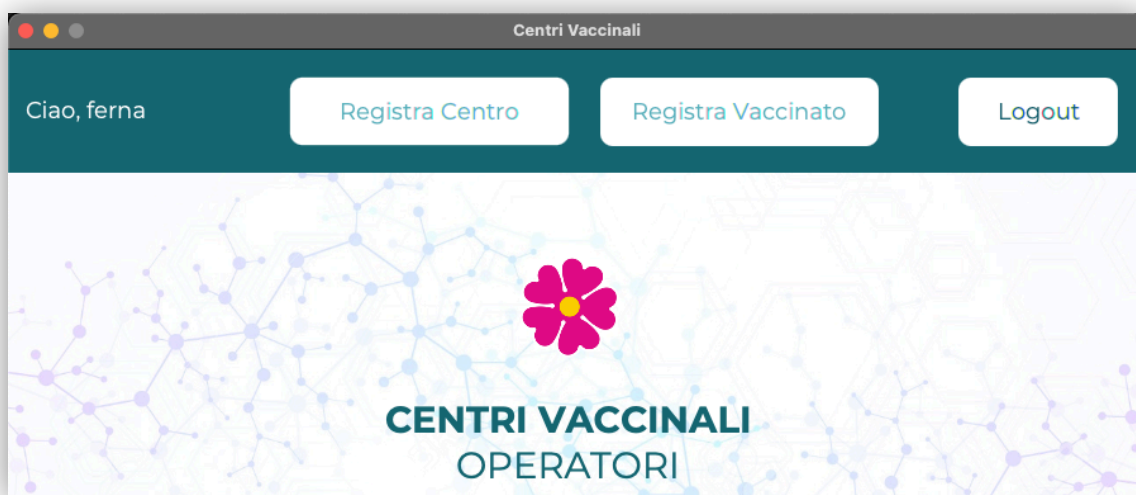 Centri Vaccinali
Ciao, ferna
Registra Centro
Registra Vaccinato
Logout
CENTRI VACCINALI
OPERATORI